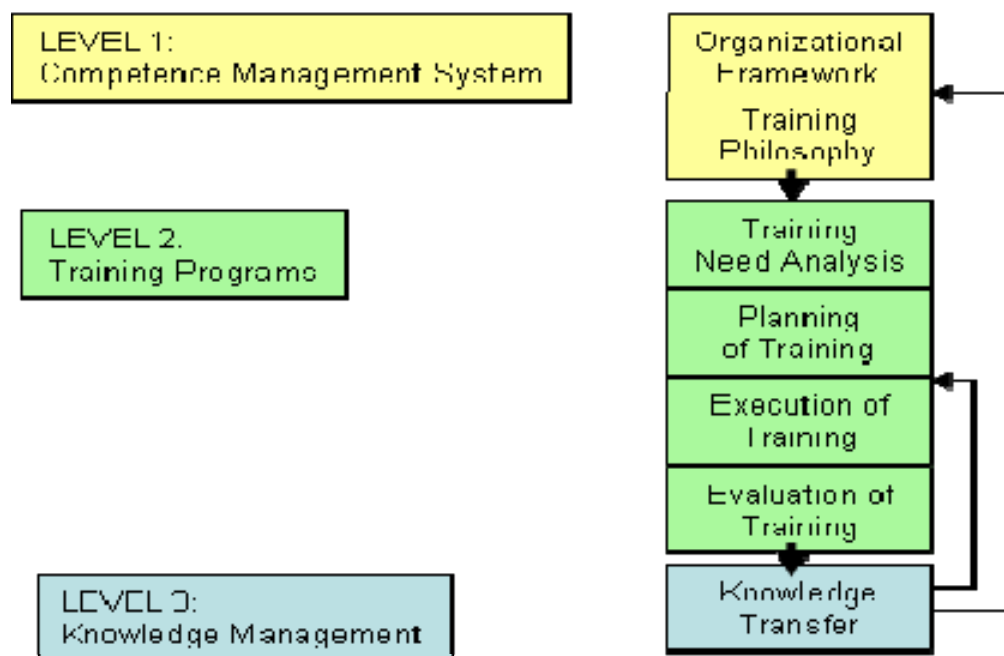 LEVEL 1:
Competence Management System
Organizational
Framework
Training
Philosophy
LEVEL 2.
Training Programs
Training
Need Analysis
Planning
of Training
Execution of
Training
Evaluation of
Training
LEVEL 3:
Knowledge Management
Knowledge
Transfer